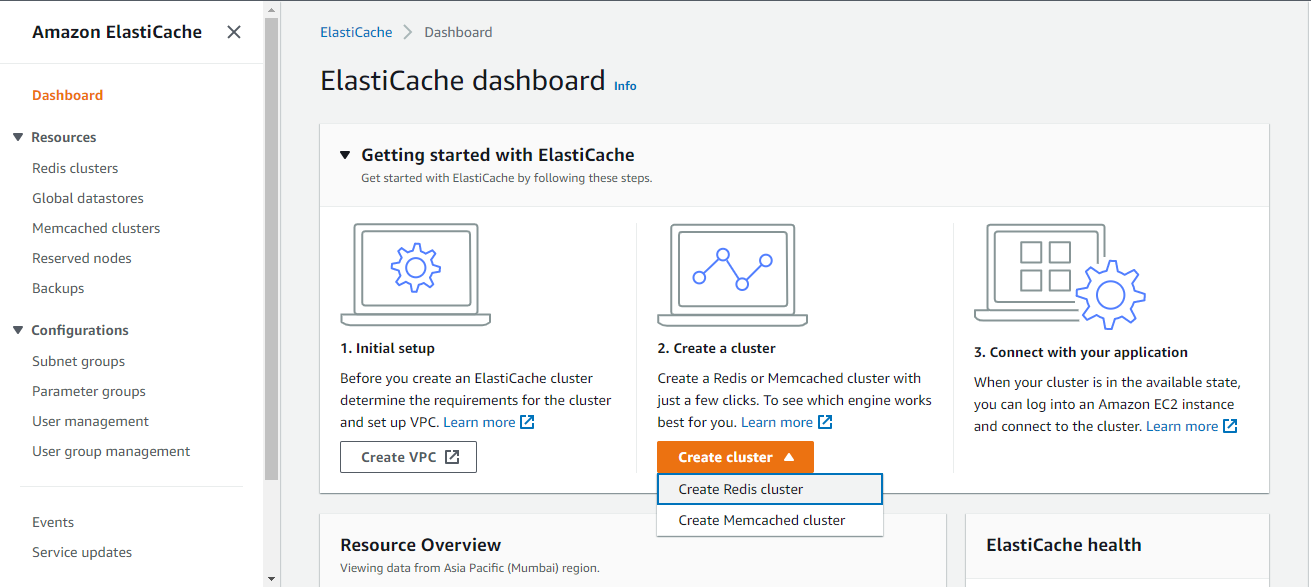 Amazon ElastiCache
Dashboard
Resources
Redis clusters
Global datastores
Memcached clusters
Reserved nodes
Backups
Configurations
Subnet groups
Parameter groups
User management
User group management
Events
Service updates
ElastiCache Dashboard
ElastiCache dashboard Info
Getting started with ElastiCache
Get started with ElastiCache by following these steps.
1. Initial setup
Before you create an ElastiCache cluster
determine the requirements for the cluster
and set up VPC. Learn more
Create VPC
2. Create a cluster
Create a Redis or Memcached cluster with
just a few clicks. To see which engine works
best for you. Learn more
Create cluster
Create Redis cluster
Create Memcached cluster
3. Connect with your application
When your cluster is in the available state,
you can log into an Amazon EC2 instance
and connect to the cluster. Learn more
Resource Overview
Viewing data from Asia Pacific (Mumbai) region.
ElastiCache health